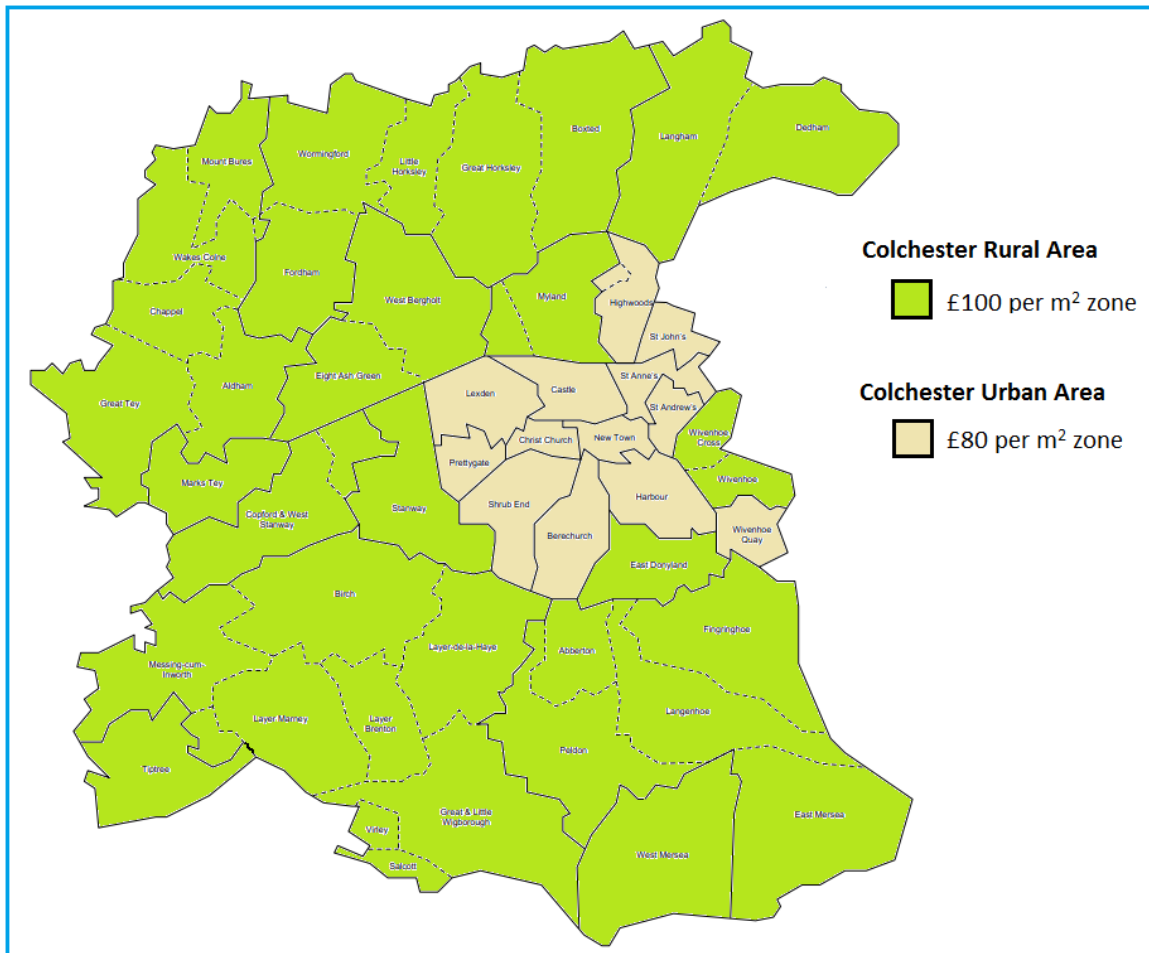 Dedham
Boxted
Langham
Wormingford
Mount Bures
Little
Horksley
Great Horksley
Wakes Colne
Fordham
West Bergholt
Myland
Highwoods
Chappel
St John's
Eight Ash Green
Aldham
Great Tey
Lexden
Castle
St Anne's
St Andrew's
Wivenhoe
Cross
Christ Church
New Town
Prettygate
Marks Tey
Wivenhoe
Harbour
Shrub End
Stanway
Copford & West
Stanway
Berechurch
Wivenhoe
Quay
East Donyland
Birch
Fingringhoe
Layer-de-la-Haye
Abberton
Messing-cum-
Inworth
Langenhoe
Layer Marney
Layer
Brenton
Peldon
Tiptree
Great & Little
Wigborough
East Mersea
Virley
West Mersea
Salcott
Colchester Rural Area
£100 per m² zone
Colchester Urban Area
£80 per m² zone